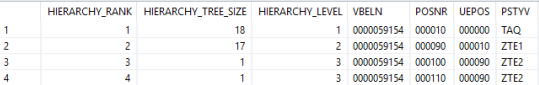 HIERARCHY_RANK HIERARCHY_TREE_SIZE HIERARCHY_LEVEL VBELN POSNR UEPOS PSTYV
1 1 18 1 0000059154 000010 000000 TAQ
2 2 17 2 0000059154 000090 000010 ZTE1
3 3 1 3 0000059154 000100 000090 ZTE2
4 4 1 3 0000059154 000110 000090 ZTE2